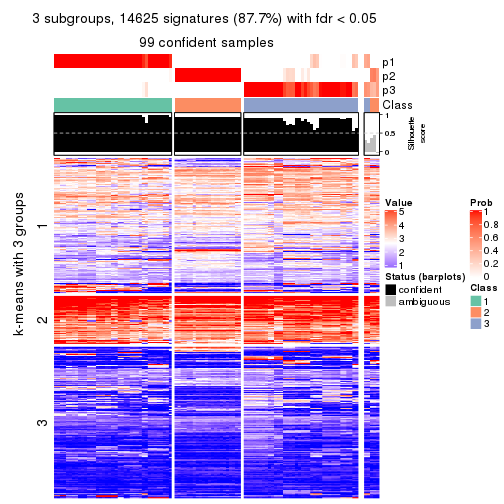 3 subgroups, 14625 signatures (87.7%) with fdr < 0.05
99 confident samples
p1
p2
p3
Class
1
0.5
0
Silhouette
score
k-means with 3 groups
1
2
3
Value
5
4
3
2
1
Status (barplots)
confident
ambiguous
Prob
1
0.8
0.6
0.4
0.2
0
Class
1
2
3